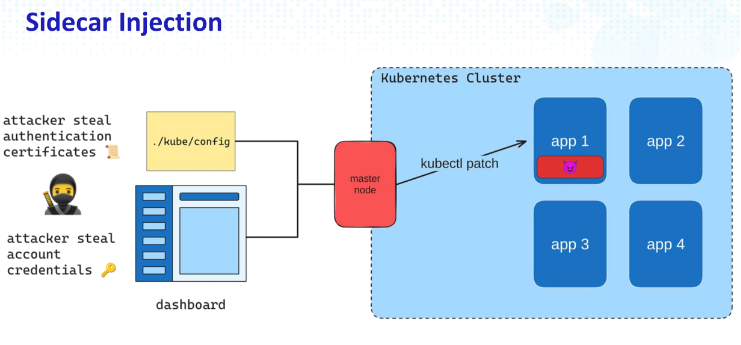 Sidecar Injection
Kubernetes Cluster
attacker steal
authentication
certificates
./kube/config
app 1
app 2
kubectl patch
master
node
attacker steal
account
credentials
app 3
app 4
dashboard